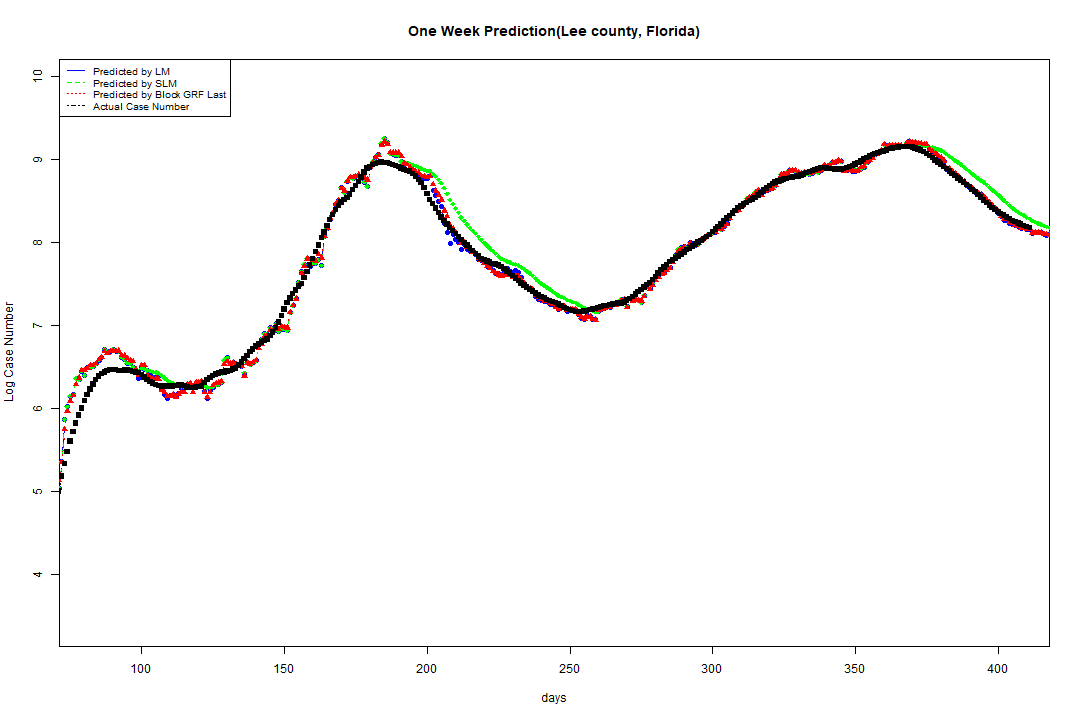 One Week Prediction(Lee county, Florida)
Predicted by LM
Predicted by SLM
Predicted by Block GRF Last
Actual Case Number
10
9
8
7
6
5
4
Log Case Number
100 150 200 250 300 350 400
days